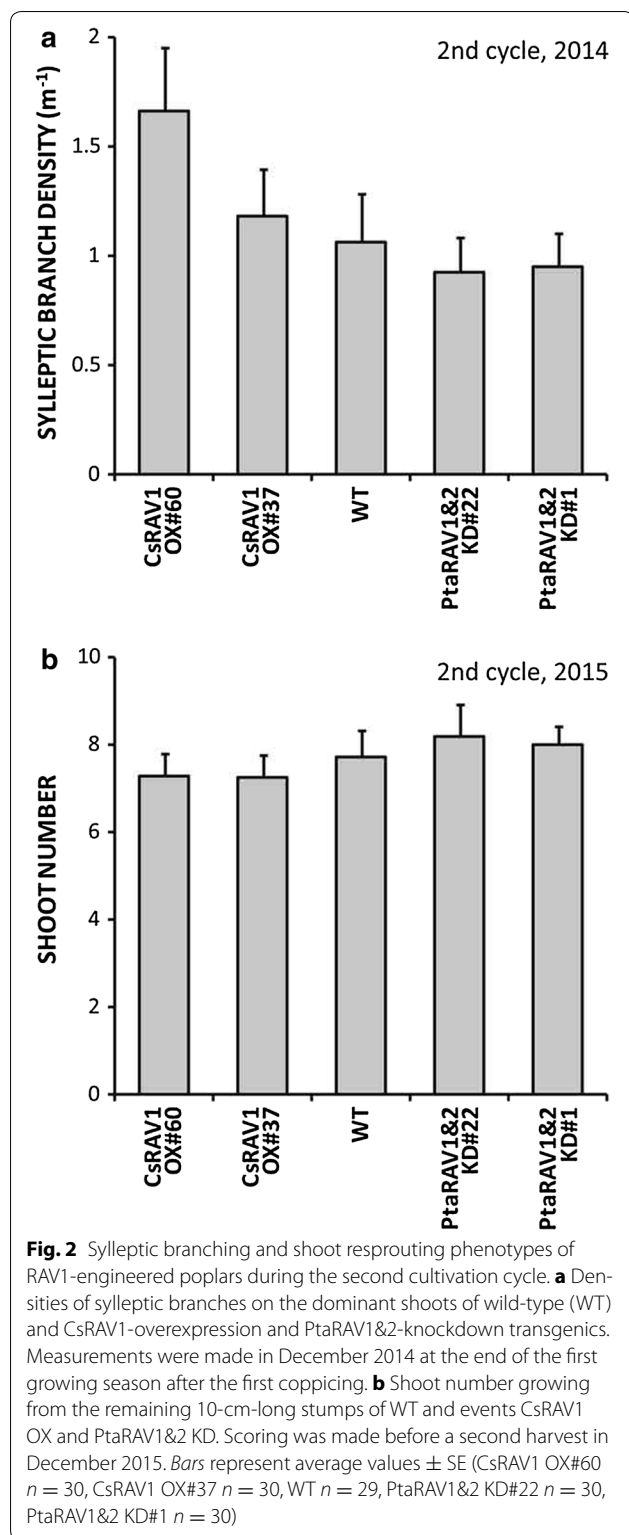 a
2nd cycle, 2014
SYLLEPTIC BRANCH DENSITY (m-1)
2
1.5
1
0.5
0
CsRAV1 OX#60
CsRAV1 OX#37
WT
PtaRAV1&2 KD#22
PtaRAV1&2 KD#1
b
2nd cycle, 2015
SHOOT NUMBER
10
8
6
4
2
0
CsRAV1 OX#60
CsRAV1 OX#37
WT
PtaRAV1&2 KD#22
PtaRAV1&2 KD#1
Fig. 2 Sylleptic branching and shoot resprouting phenotypes of
RAV1-engineered poplars during the second cultivation cycle. a Den-
sities of sylleptic branches on the dominant shoots of wild-type (WT)
and CsRAV1-overexpression and PtaRAV1&2-knockdown transgenics.
Measurements were made in December 2014 at the end of the first
growing season after the first coppicing. b Shoot number growing
from the remaining 10-cm-long stumps of WT and events CsRAV1
OX and PtaRAV1&2 KD. Scoring was made before a second harvest in
December 2015. Bars represent average values ± SE (CsRAV1 OX#60
n = 30, CsRAV1 OX#37 n = 30, WT n = 29, PtaRAV1&2 KD#22 n = 30,
PtaRAV1&2 KD#1 n = 30)